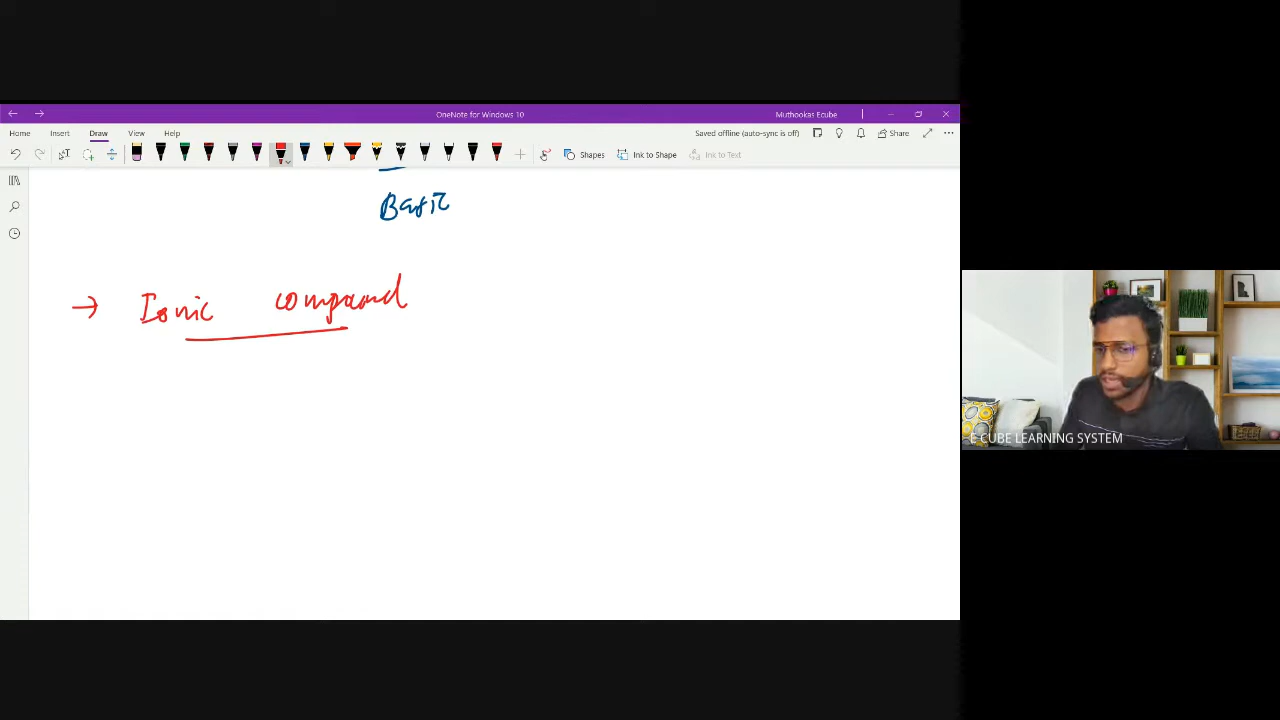 OneNote for Windows 10
Muthookas Ecube
Home Insert Draw View Help
Saved offline (auto-sync is off)
Share
Shapes
Ink to Shape
Ink to Text
Basic
→ Ionic compound
E CUBE LEARNING SYSTEM